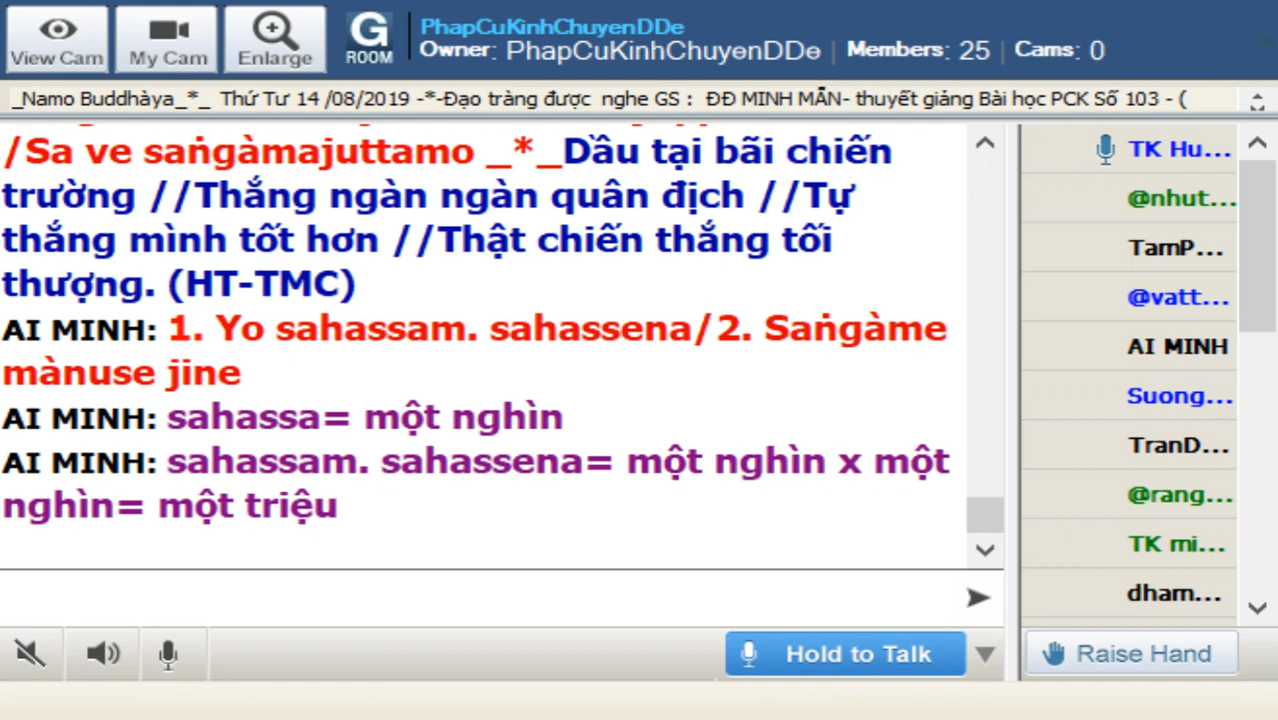 PhapCuKinhChuyenDDe
View Cam My Cam Enlarge G ROOM Owner: PhapCuKinhChuyenDDe | Members: 25 | Cams: 0
_Namo Buddhàya_*_ Thứ Tư 14 /08/2019 -*-Đạo tràng được nghe GS : ĐĐ MINH MẪN- thuyết giảng Bài học PCK Số 103 - (
/Sa ve saṅgàmajuttamo _*_Dầu tại bãi chiến
trường //Thắng ngàn ngàn quân địch //Tự
thắng mình tốt hơn //Thật chiến thắng tối
thượng. (HT-TMC)
AI MINH: 1. Yo sahassam. sahassena/2. Saṅgàme
mànuse jine
AI MINH: sahassa= một nghìn
AI MINH: sahassam. sahassena= một nghìn x một
nghìn= một triệu
TK Hu...
@nhut...
TamP...
@vatt...
AI MINH
Suong...
TranD...
@rang...
TK mi...
dham...
Hold to Talk
Raise Hand